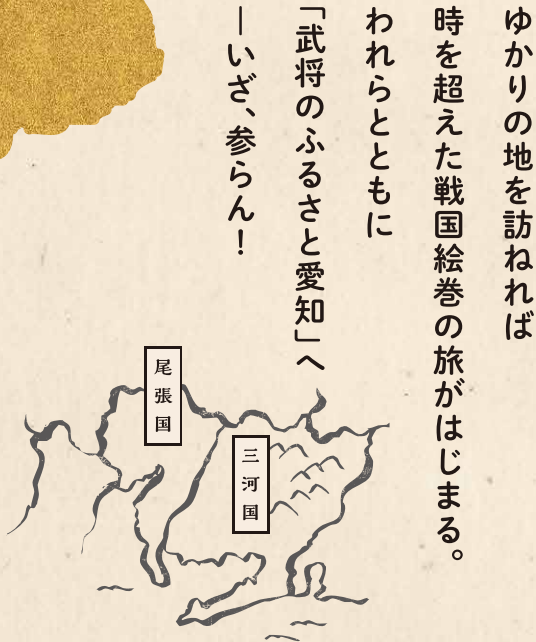 ゆかりの地を訪ねれば
時を超えた戦国絵巻の旅がはじまる。
われらとともに
「武将のふるさと愛知」へ
―いざ、参らん!
尾張国
三河国